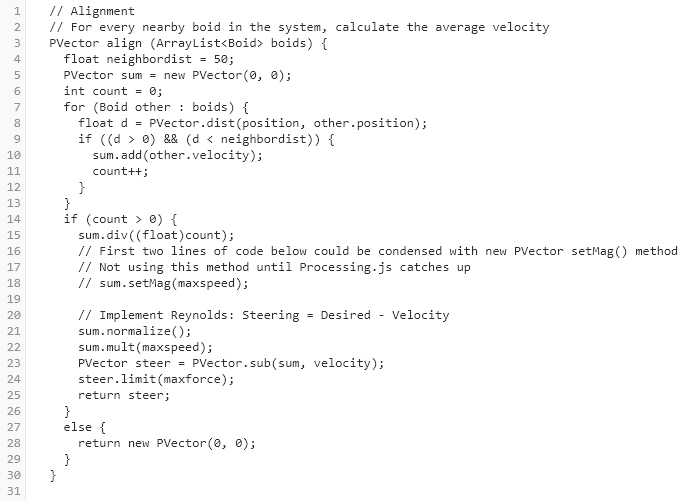 1 // Alignment
2 // For every nearby boid in the system, calculate the average velocity
3 PVector align (ArrayList<Boid> boids) {
4   float neighbordist = 50;
5   PVector sum = new PVector(0, 0);
6   int count = 0;
7   for (Boid other : boids) {
8     float d = PVector.dist(position, other.position);
9     if ((d > 0) && (d < neighbordist)) {
10       sum.add(other.velocity);
11       count++;
12     }
13   }
14   if (count > 0) {
15     sum.div((float)count);
16     // First two lines of code below could be condensed with new PVector setMag() method
17     // Not using this method until Processing.js catches up
18     // sum.setMag(maxspeed);
19
20     // Implement Reynolds: Steering = Desired - Velocity
21     sum.normalize();
22     sum.mult(maxspeed);
23     PVector steer = PVector.sub(sum, velocity);
24     steer.limit(maxforce);
25     return steer;
26   }
27   else {
28     return new PVector(0, 0);
29   }
30 }
31